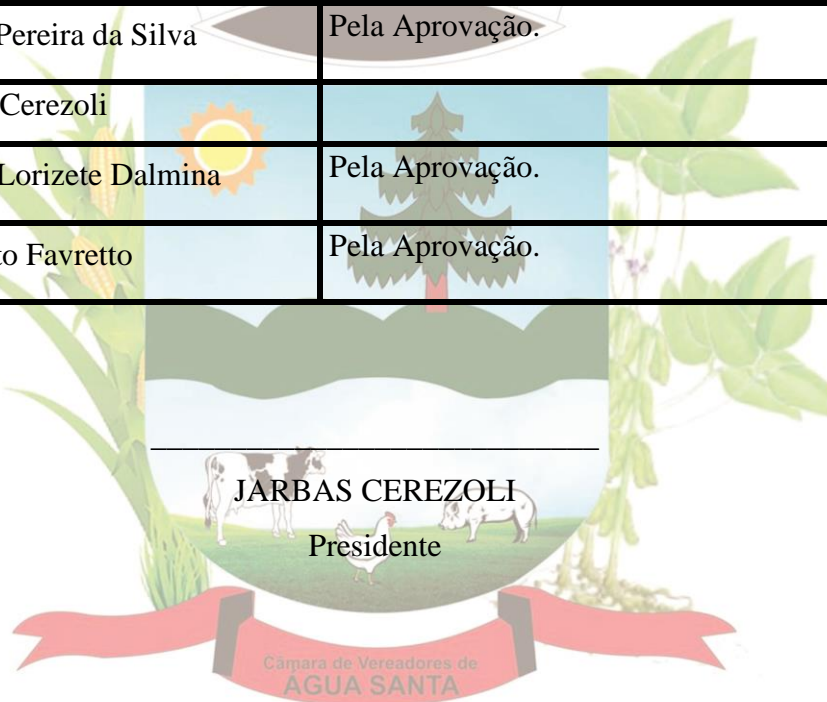 Pereira da Silva Pela Aprovação.
Cerezoli
Lorizete Dalmina Pela Aprovação.
to Favretto Pela Aprovação.
JARBAS CEREZOLI
Presidente
Câmara de Vereadores de
ÁGUA SANTA